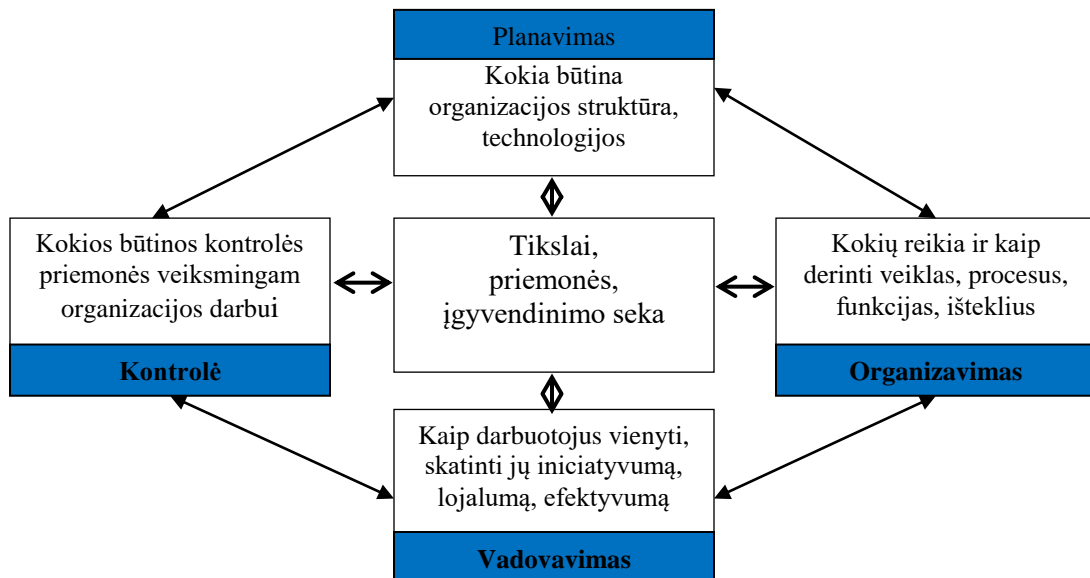 Planavimas
Kokia būtina
organizacijos struktūra,
technologijos
Kokios būtinos kontrolės
priemonės veiksmingam
organizacijos darbui
Kontrolė
Tikslai,
priemonės,
įgyvendinimo seka
Kokių reikia ir kaip
derinti veiklas, procesus,
funkcijas, išteklius
Organizavimas
Kaip darbuotojus vienyti,
skatinti jų iniciatyvumą,
lojalumą, efektyvumą
Vadovavimas